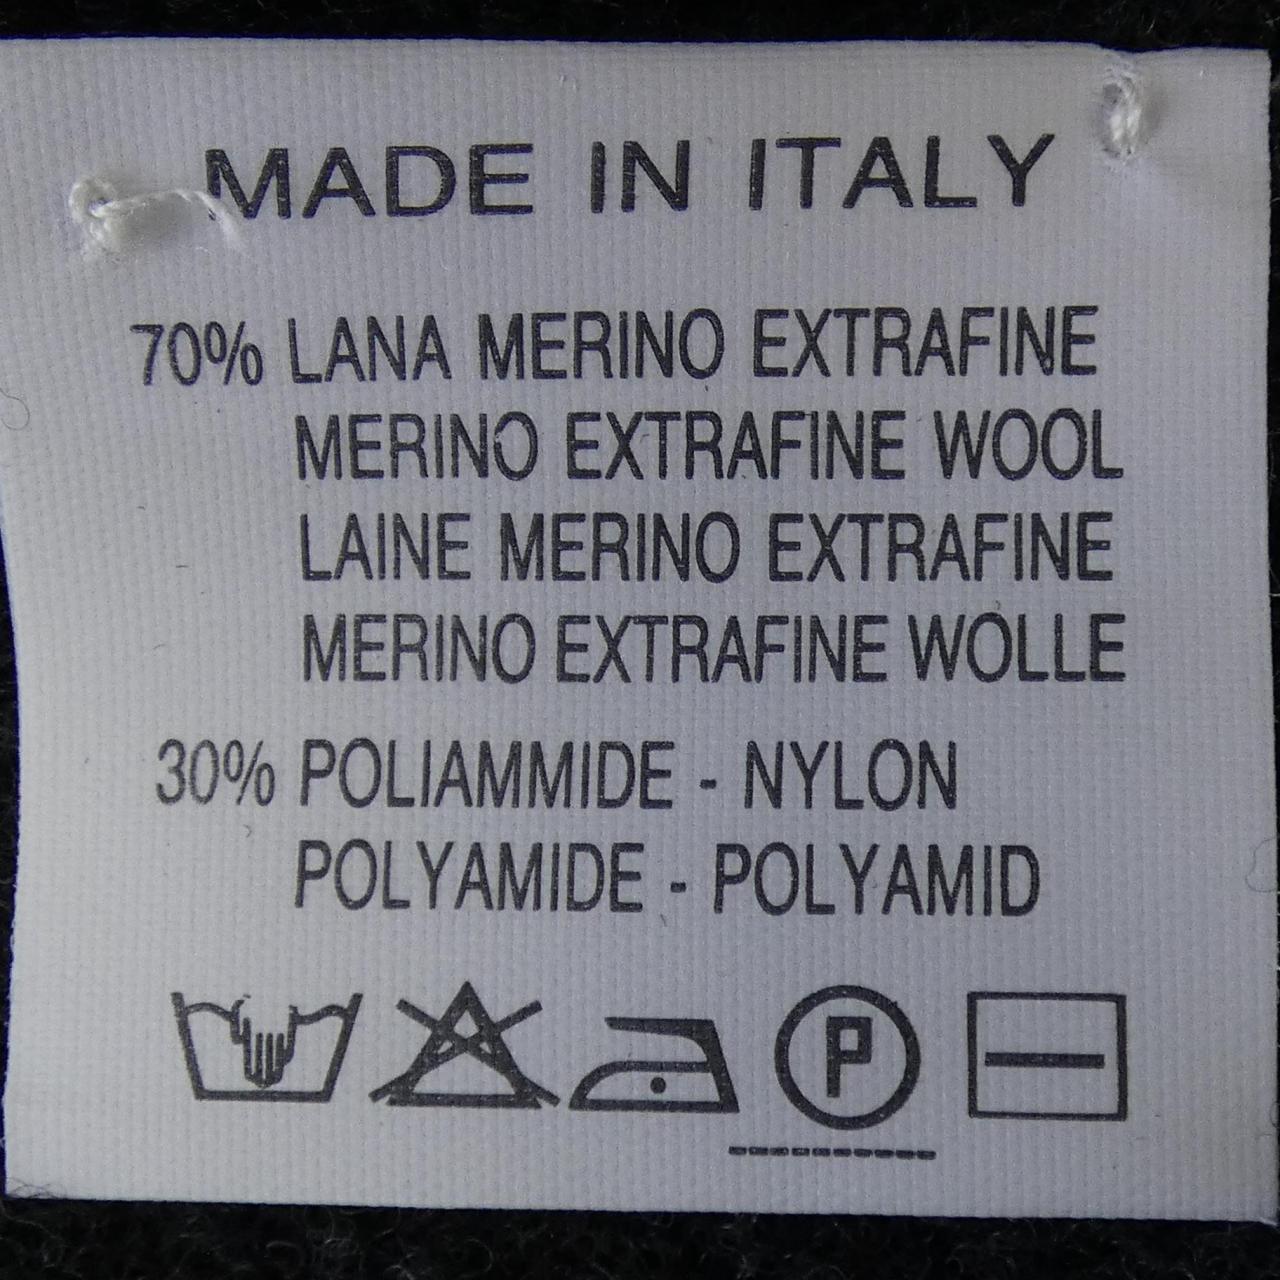 MADE IN ITALY
70% LANA MERINO EXTRAFINE
MERINO EXTRAFINE WOOL
LAINE MERINO EXTRAFINE
MERINO EXTRAFINE WOLLE
30% POLIAMMIDE - NYLON
POLYAMIDE - POLYAMID
P